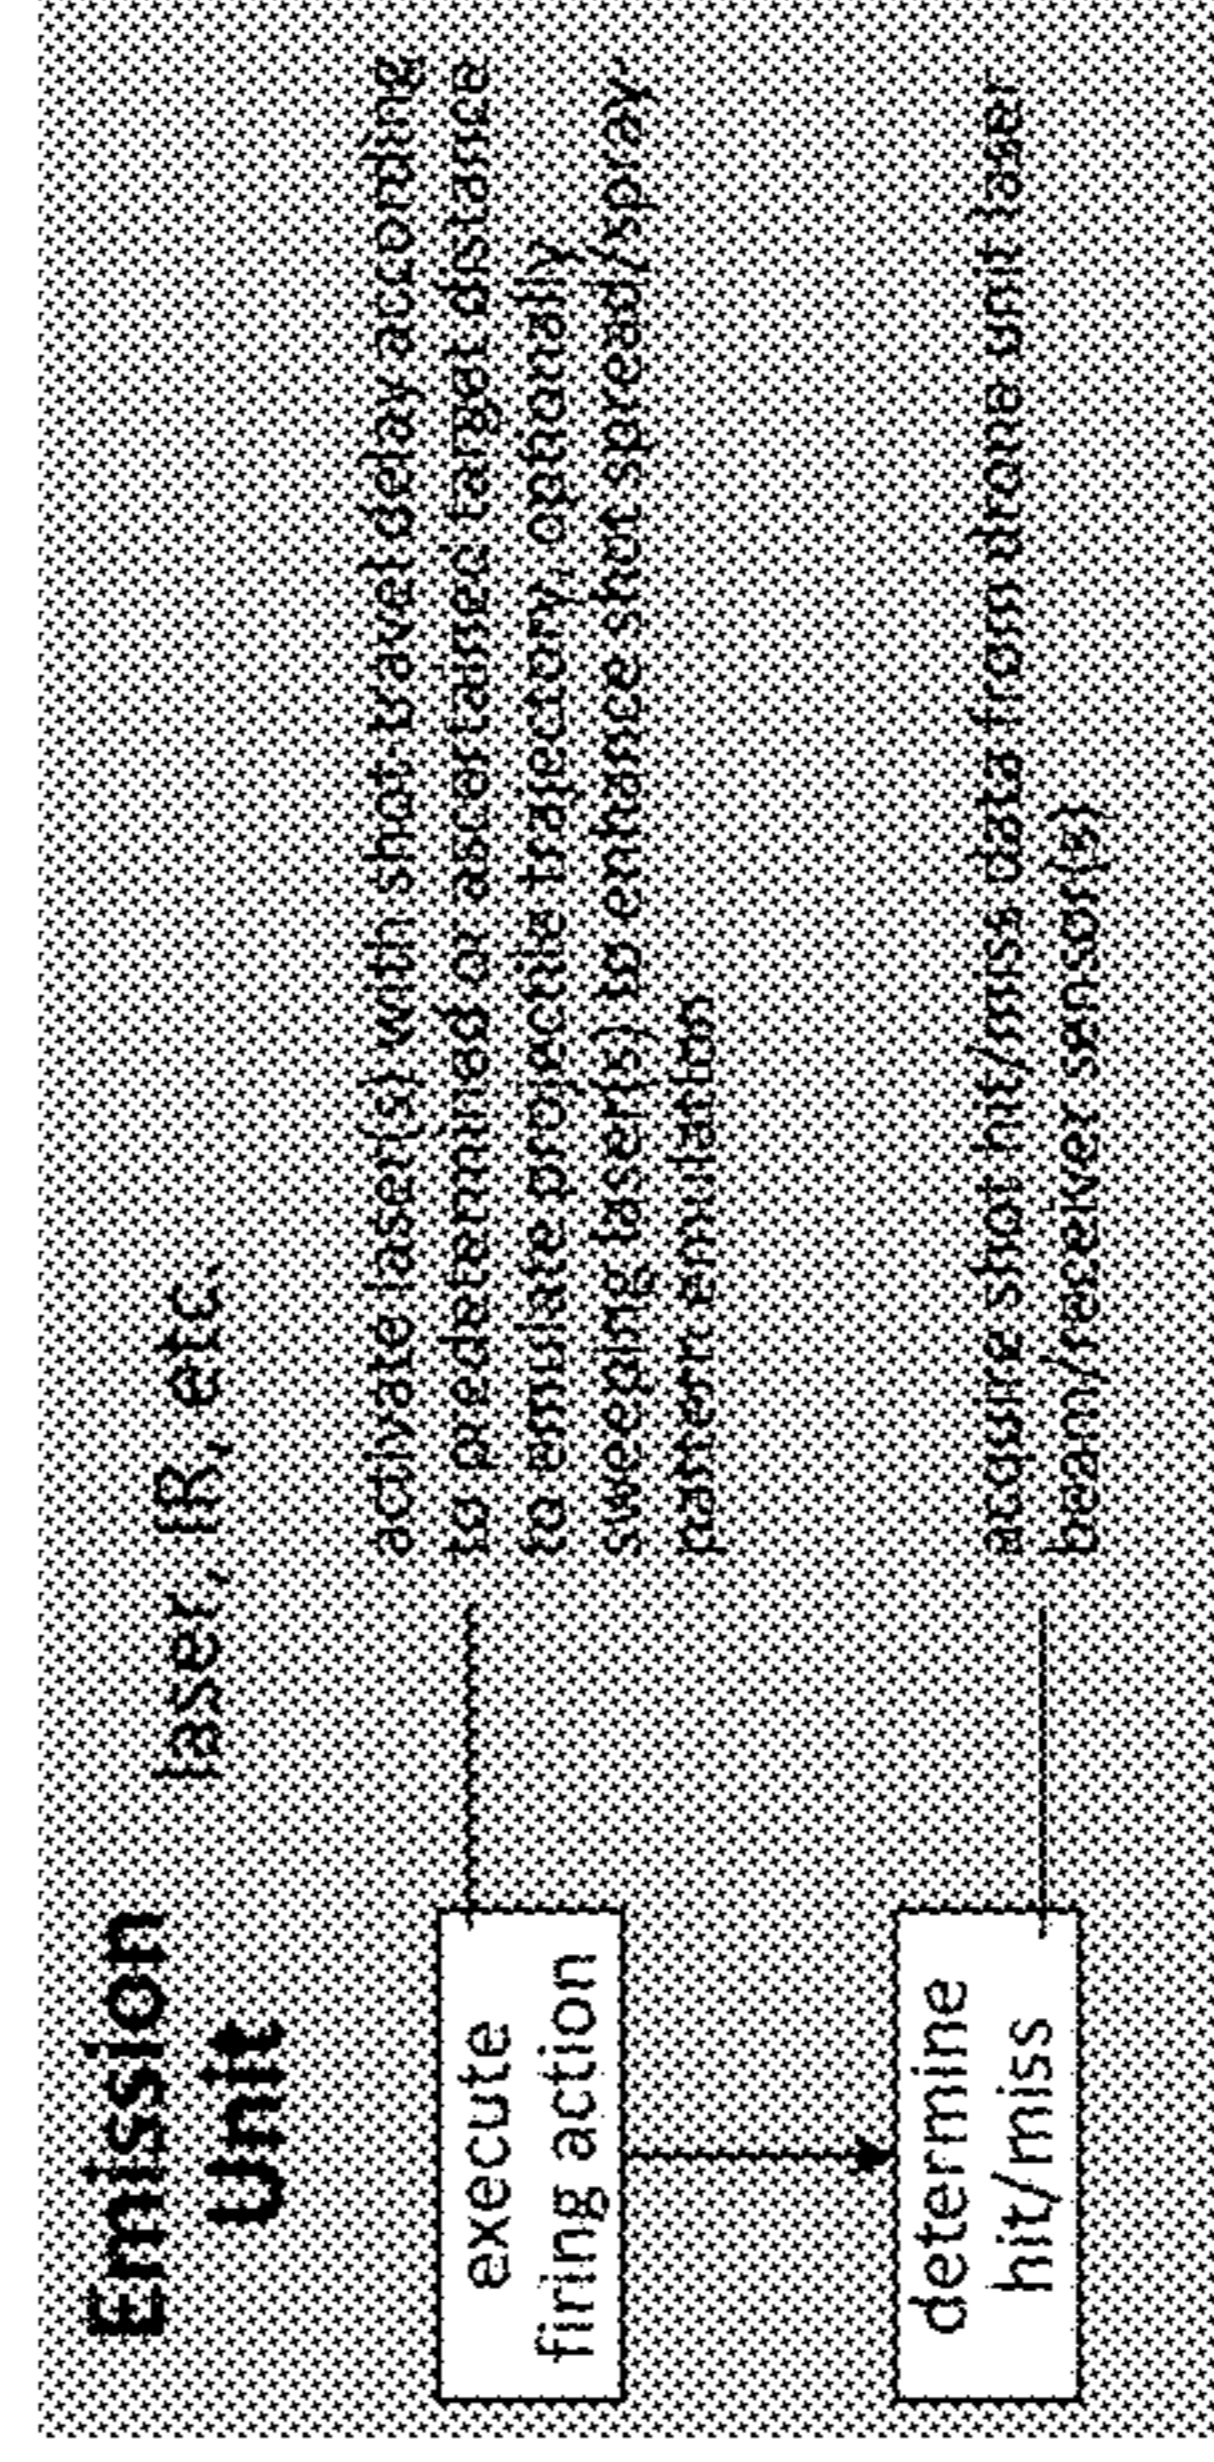 Emission
Unit
laser, IR, etc.
execute
firing action
activate laser(s) with shot-travel delay according
to predetermined or ascertained target distance
to emulate projectile trajectory, optionally
sweeping laser(s) to enhance shot spread/spray
pattern emulation
determine
hit/miss
acquire shot hit/miss data from drone unit laser
beam/receiver sensor(s)